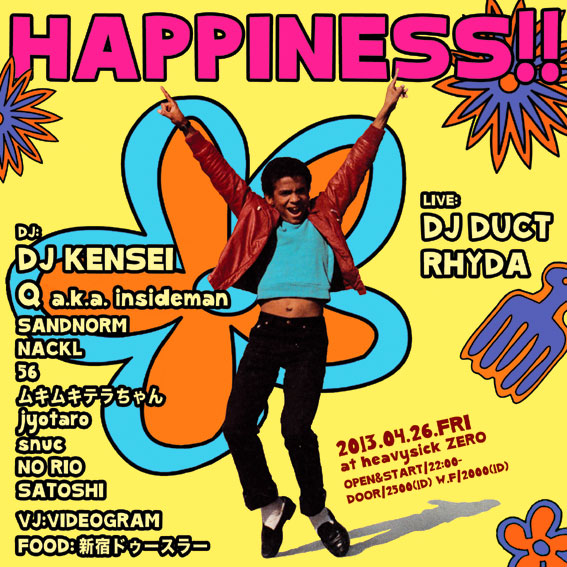 HAPPINESS!!
DJ:
DJ KENSEI
Q a.k.a. insideman
SANDNORM
NACKL
56
ムキムキテラちゃん
jyotaro
snuc
NO RIO
SATOSHI
VJ:VIDEOGRAM
FOOD:新宿ドゥースラー
LIVE:
DJ DUCT
RHYDA
2013.04.26.FRI
at heavysick ZERO
OPEN&START/22:00-
DOOR/2500(1D) W.F/2000(1D)